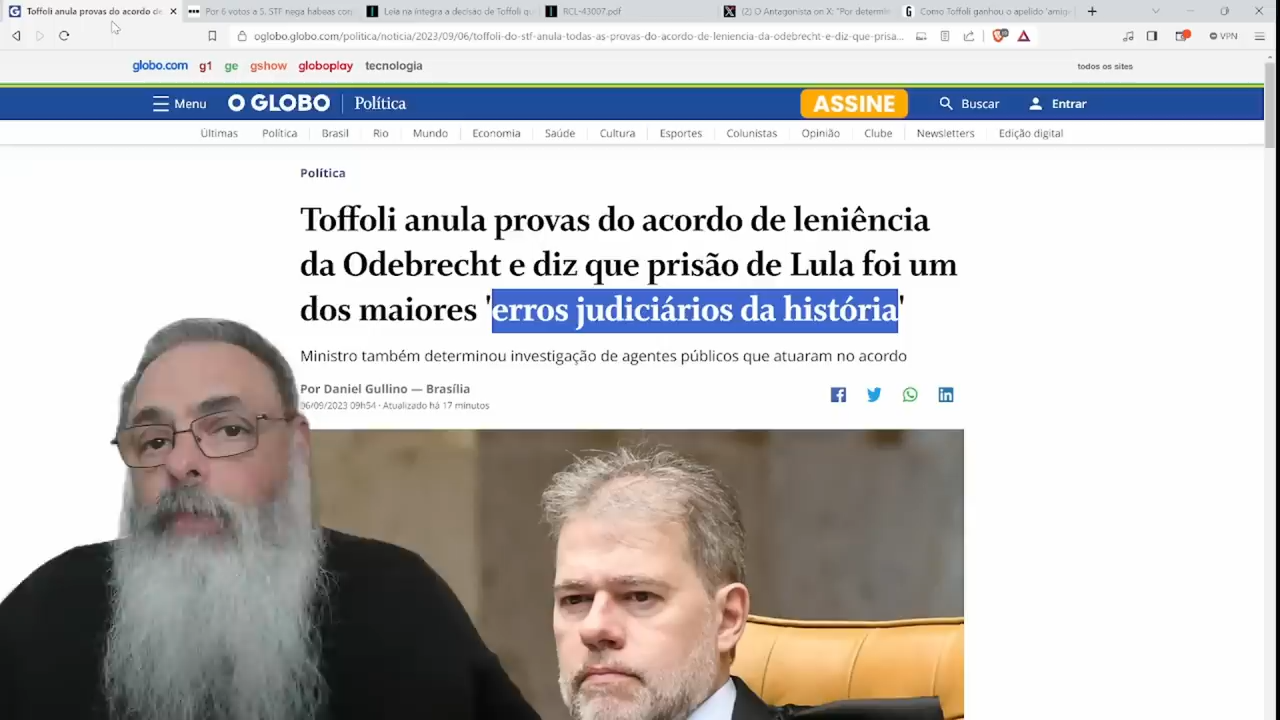 Toffoli anula provas do acordo de
Por 6 votos a 5, STF nega habeas corp
Leia na íntegra a decisão de Toffoli qu
RCL-43007.pdf
(2) O Antagonista on X: "Por determin
Como Toffoli ganhou o apelido 'amig
oglobo.globo.com/politica/noticia/2023/09/06/toffoli-do-stf-anula-todas-as-provas-do-acordo-de-leniencia-da-odebrecht-e-diz-que-prisa...
VPN
globo.com g1 ge gshow globoplay tecnologia
todos os sites
Menu O GLOBO Política
ASSINE
Buscar
Entrar
Últimas Política Brasil Rio Mundo Economia Saúde Cultura Esportes Colunistas Opinião Clube Newsletters Edição digital
Política
Toffoli anula provas do acordo de leniência
da Odebrecht e diz que prisão de Lula foi um
dos maiores 'erros judiciários da história'
Ministro também determinou investigação de agentes públicos que atuaram no acordo
Por Daniel Gullino — Brasília
06/09/2023 09h54 · Atualizado há 17 minutos